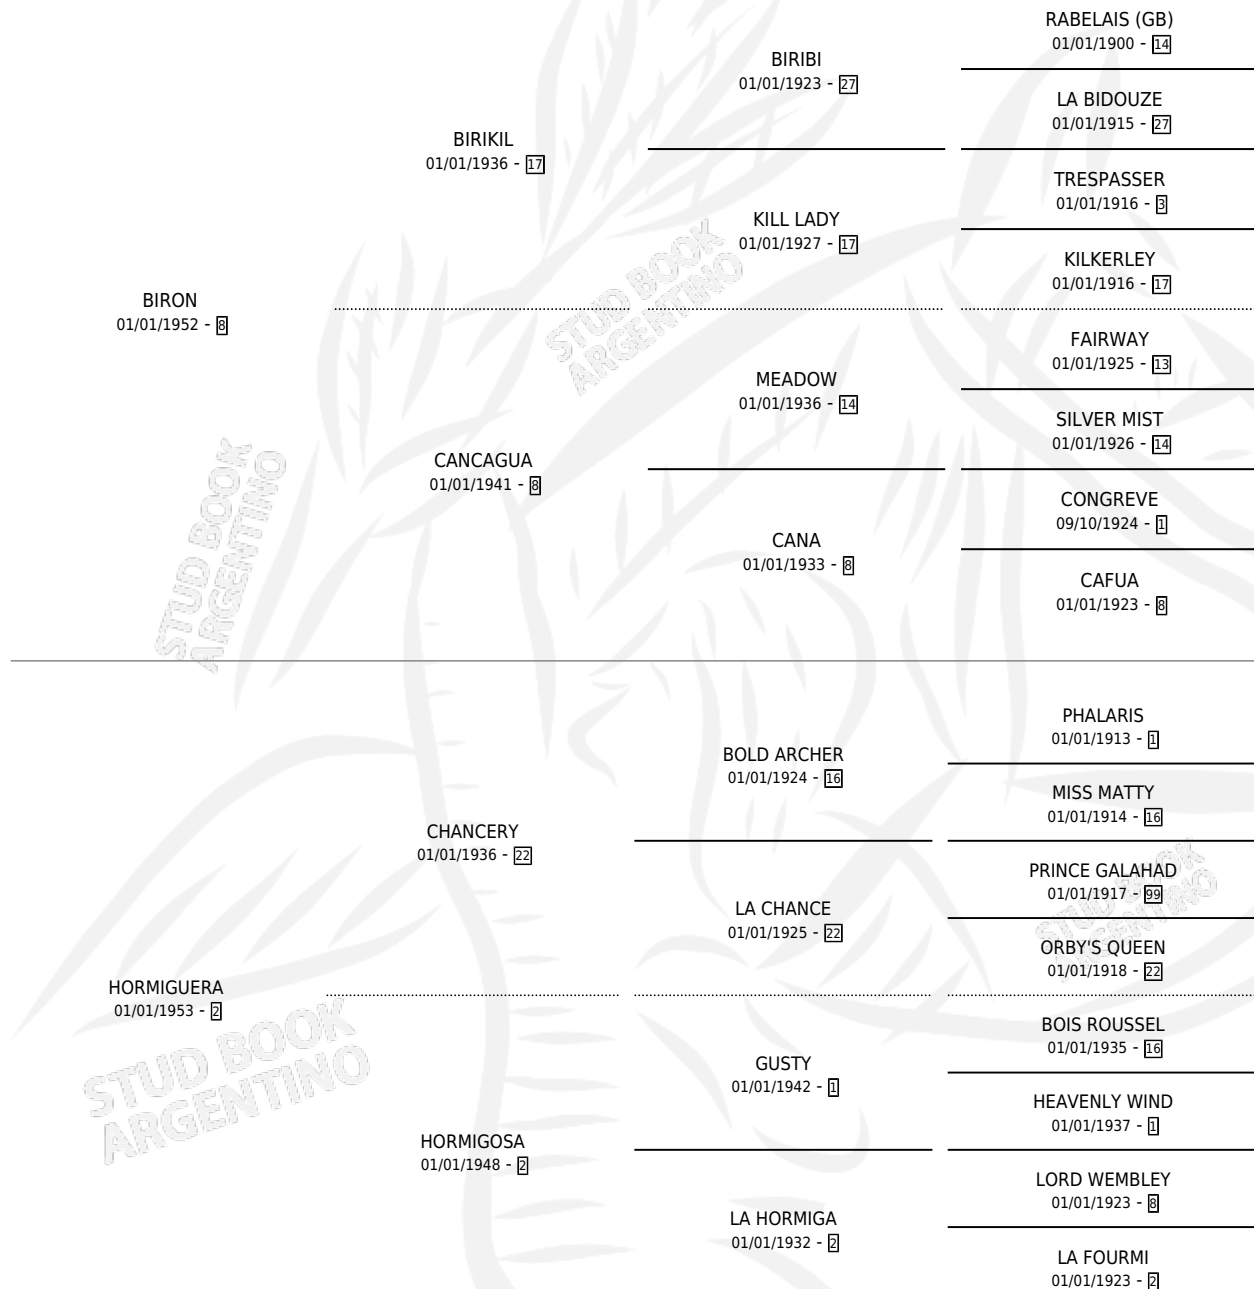 RABELAIS (GB)
01/01/1900 - 14
BIRIBI
01/01/1923 - 27
LA BIDOUZE
01/01/1915 - 27
BIRIKIL
01/01/1936 - 17
TRESPASSER
01/01/1916 - 3
KILL LADY
01/01/1927 - 17
KILKERLEY
01/01/1916 - 17
BIRON
01/01/1952 - 8
FAIRWAY
01/01/1925 - 13
MEADOW
01/01/1936 - 14
SILVER MIST
01/01/1926 - 14
CANCAGUA
01/01/1941 - 8
CONGREVE
09/10/1924 - 1
CANA
01/01/1933 - 8
CAFUA
01/01/1923 - 8
PHALARIS
01/01/1913 - 1
BOLD ARCHER
01/01/1924 - 16
MISS MATTY
01/01/1914 - 16
CHANCERY
01/01/1936 - 22
PRINCE GALAHAD
01/01/1917 - 99
LA CHANCE
01/01/1925 - 22
ORBY'S QUEEN
01/01/1918 - 22
HORMIGUERA
01/01/1953 - 2
BOIS ROUSSEL
01/01/1935 - 16
GUSTY
01/01/1942 - 1
HEAVENLY WIND
01/01/1937 - 1
HORMIGOSA
01/01/1948 - 2
LORD WEMBLEY
01/01/1923 - 8
LA HORMIGA
01/01/1932 - 2
LA FOURMI
01/01/1923 - 2
STUD BOOK
ARGENTINO
STUD BOOK
ARGENTINO
STUD BOOK
ARGENTINO
STUD BOOK
ARGENTINO